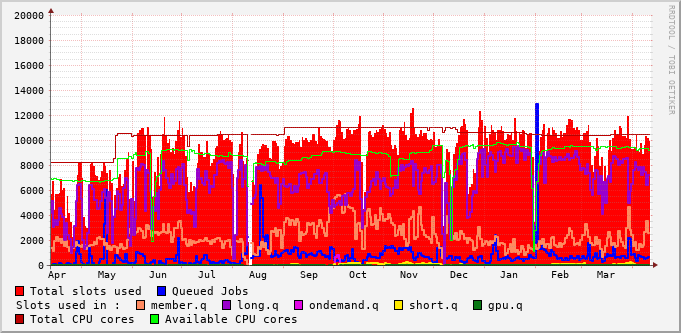 20000
18000
16000
14000
12000
10000
8000
6000
4000
2000
0
Apr May Jun Jul Aug Sep Oct Nov Dec Jan Feb Mar
Total slots used Queued Jobs
Slots used in : member.q long.q ondemand.q short.q gpu.q
Total CPU cores Available CPU cores
RRDTOOL / TOBI OETIKER